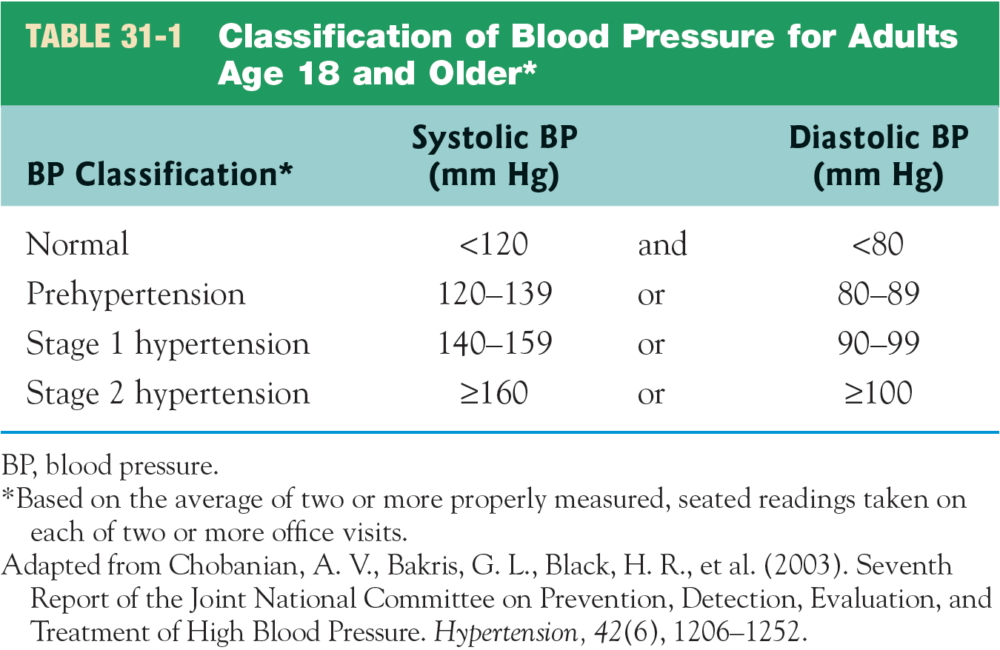 TABLE 31-1 Classification of Blood Pressure for Adults
Age 18 and Older*
Systolic BP Diastolic BP
BP Classification* (mm Hg) (mm Hg)
Normal <120 and <80
Prehypertension 120–139 or 80–89
Stage 1 hypertension 140–159 or 90–99
Stage 2 hypertension ≥160 or ≥100
BP, blood pressure.
*Based on the average of two or more properly measured, seated readings taken on
each of two or more office visits.
Adapted from Chobanian, A. V., Bakris, G. L., Black, H. R., et al. (2003). Seventh
Report of the Joint National Committee on Prevention, Detection, Evaluation, and
Treatment of High Blood Pressure. Hypertension, 42(6), 1206–1252.